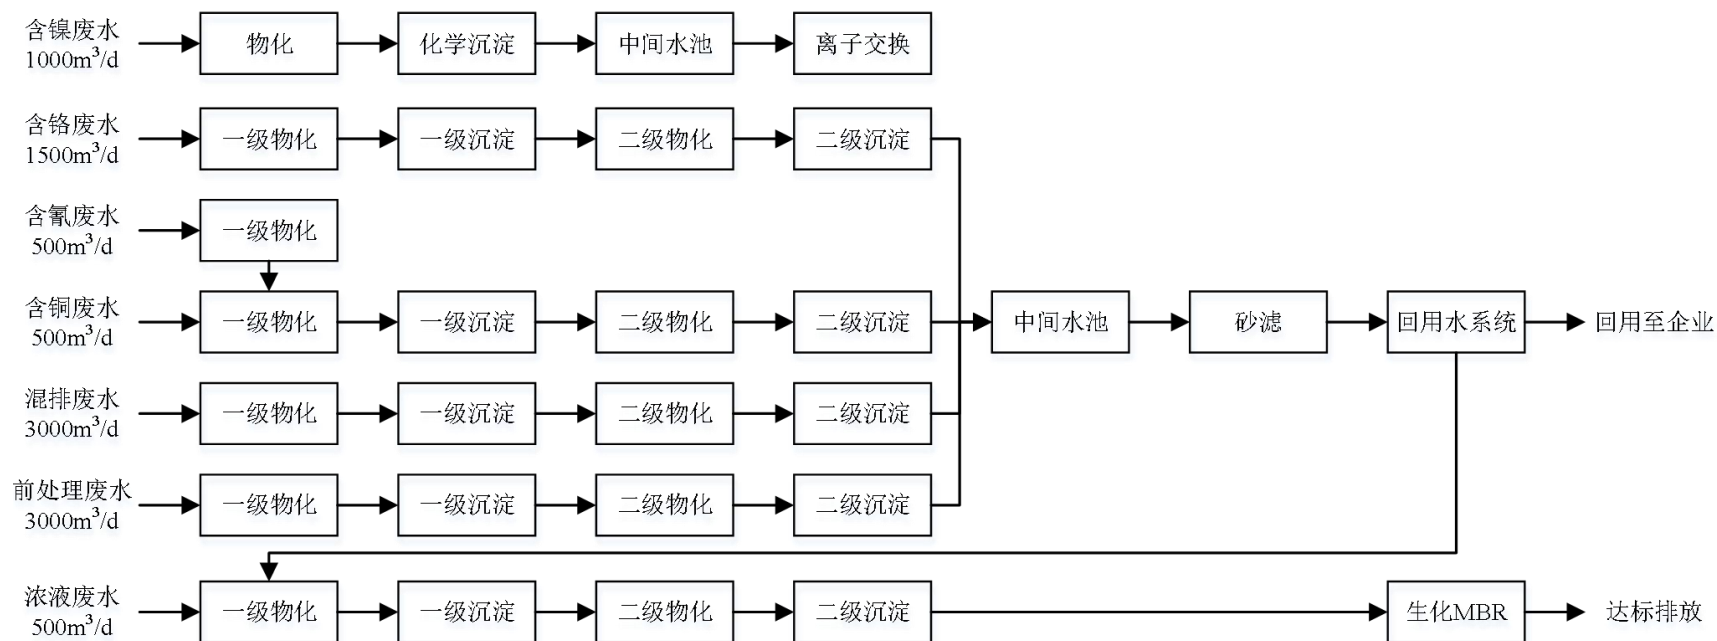 含镍废水
1000m³/d
物化
化学沉淀
中间水池
离子交换
含铬废水
1500m³/d
一级物化
一级沉淀
二级物化
二级沉淀
含氰废水
500m³/d
一级物化
含铜废水
500m³/d
一级物化
一级沉淀
二级物化
二级沉淀
中间水池
砂滤
回用水系统
回用至企业
混排废水
3000m³/d
一级物化
一级沉淀
二级物化
二级沉淀
前处理废水
3000m³/d
一级物化
一级沉淀
二级物化
二级沉淀
浓液废水
500m³/d
一级物化
一级沉淀
二级物化
二级沉淀
生化MBR
达标排放